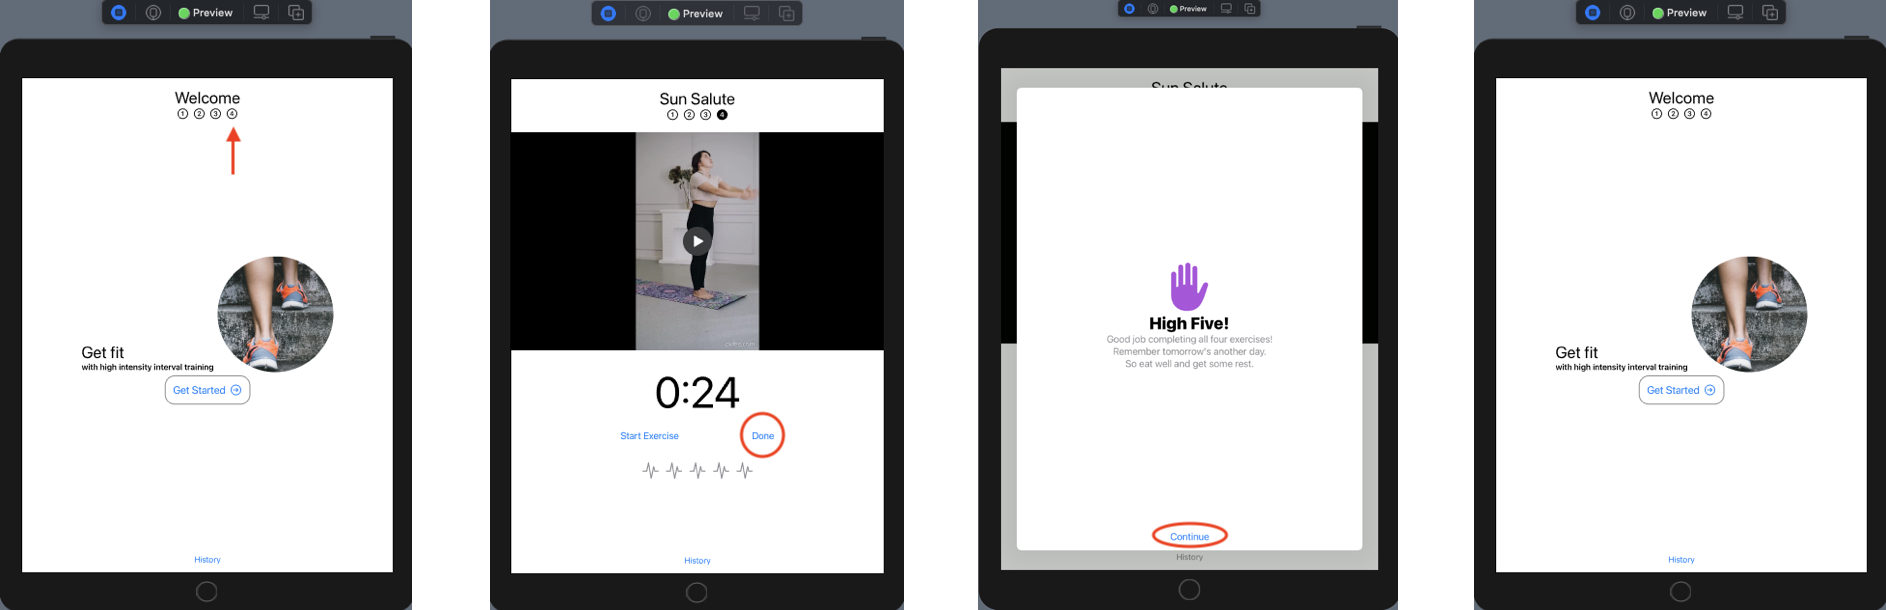 Preview
Welcome
1 2 3 4
Get fit
with high intensity interval training
Get Started
History
Preview
Sun Salute
1 2 3 4
0:24
Start Exercise Done
History
Preview
Sun Salute
High Five!
Good job completing all four exercises!
Remember tomorrow's another day.
So eat well and get some rest.
Continue
History
Preview
Welcome
1 2 3 4
Get fit
with high intensity interval training
Get Started
History